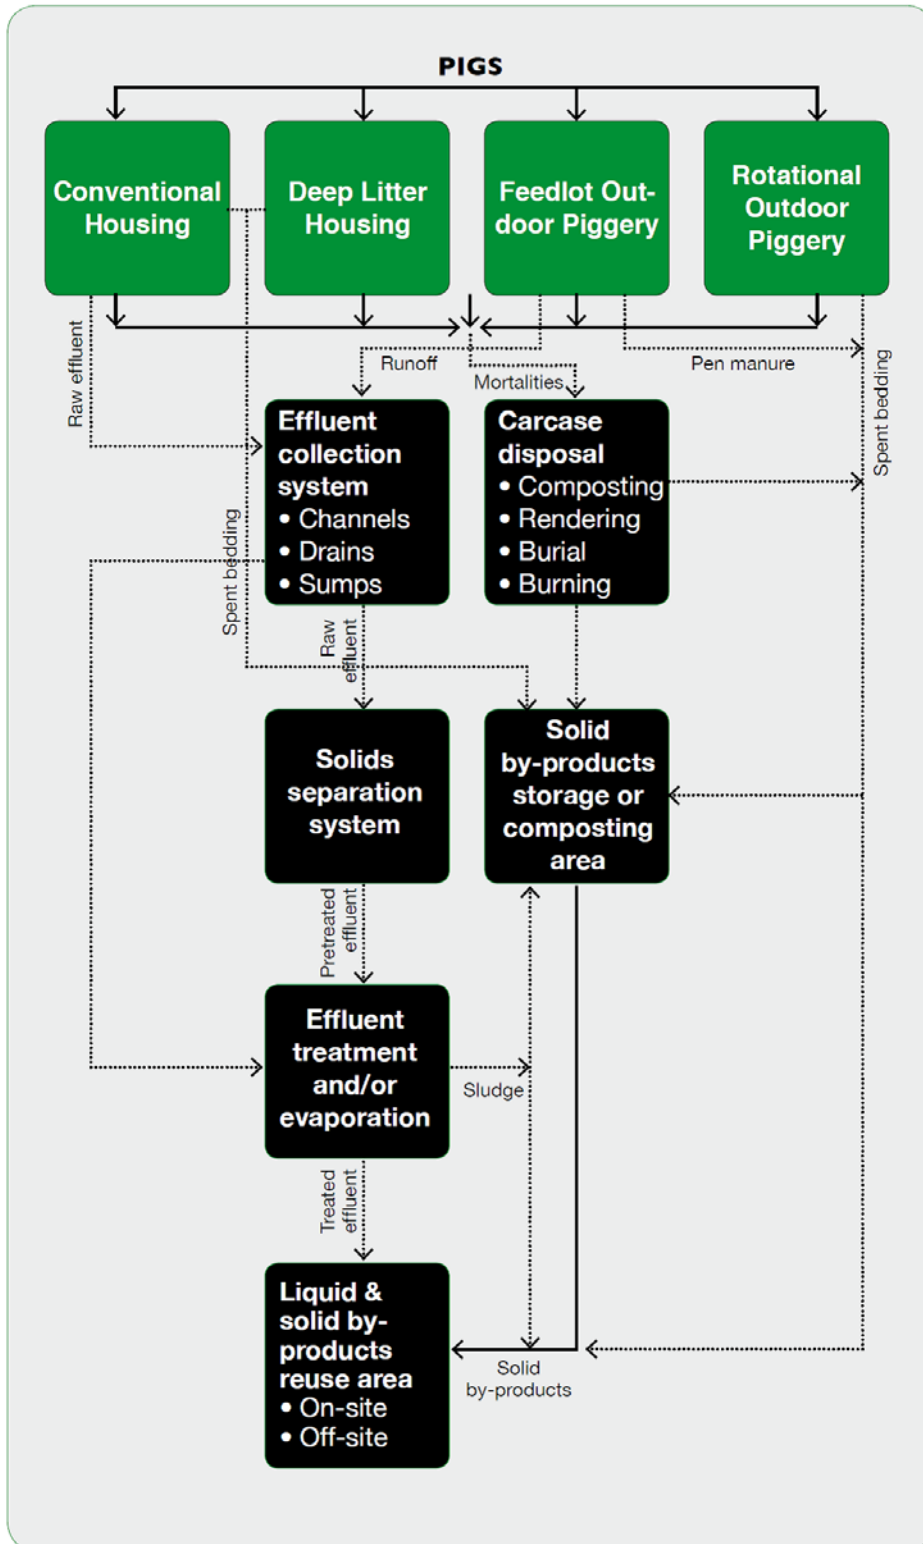 PIGS
Conventional
Housing
Deep Litter
Housing
Feedlot Out-
door Piggery
Rotational
Outdoor
Piggery
Raw effluent
Runoff
Mortalities
Pen manure
Spent bedding
Effluent
collection
system
• Channels
• Drains
• Sumps
Carcase
disposal
• Composting
• Rendering
• Burial
• Burning
Spent bedding
Raw
effluent
Solids
separation
system
Solid
by-products
storage or
composting
area
Pretreated
effluent
Effluent
treatment
and/or
evaporation
Sludge
Treated
effluent
Liquid &
solid by-
products
reuse area
• On-site
• Off-site
Solid
by-products